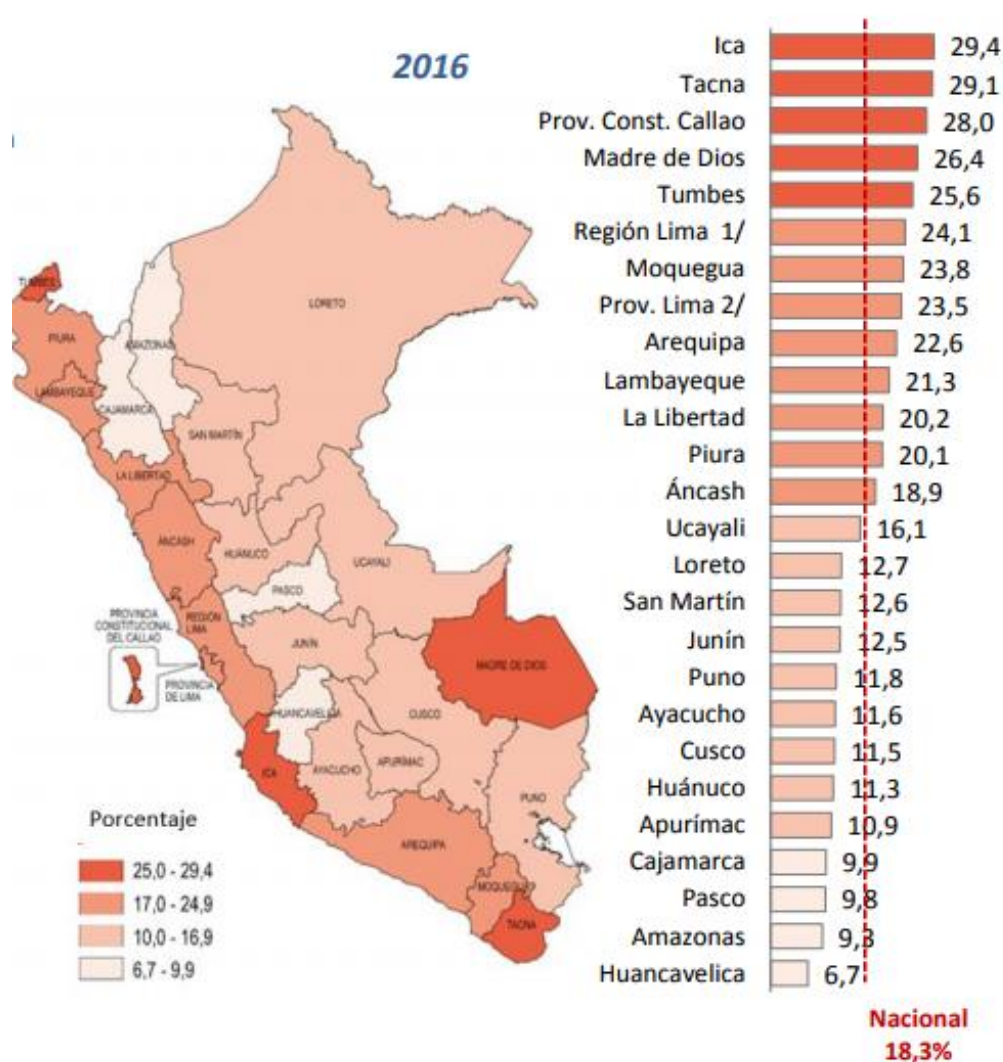 2016
TUMBES
PIURA
LAMBAYEQUE
AMAZONAS
CAJAMARCA
LORETO
SAN MARTÍN
LA LIBERTAD
ÁNCASH
HUÁNUCO
UCAYALI
PASCO
PROVINCIA
CONSTITUCIONAL
DEL CALLAO
REGIÓN
LIMA
JUNÍN
PROVINCIA
DE LIMA
MADRE DE DIOS
HUANCAVELICA
CUSCO
ICA
AYACUCHO
APURÍMAC
PUNO
AREQUIPA
MOQUEGUA
TACNA
Porcentaje
25,0 - 29,4
17,0 - 24,9
10,0 - 16,9
6,7 - 9,9
Ica 29,4
Tacna 29,1
Prov. Const. Callao 28,0
Madre de Dios 26,4
Tumbes 25,6
Región Lima 1/ 24,1
Moquegua 23,8
Prov. Lima 2/ 23,5
Arequipa 22,6
Lambayeque 21,3
La Libertad 20,2
Piura 20,1
Áncash 18,9
Ucayali 16,1
Loreto 12,7
San Martín 12,6
Junín 12,5
Puno 11,8
Ayacucho 11,6
Cusco 11,5
Huánuco 11,3
Apurímac 10,9
Cajamarca 9,9
Pasco 9,8
Amazonas 9,3
Huancavelica 6,7
Nacional
18,3%